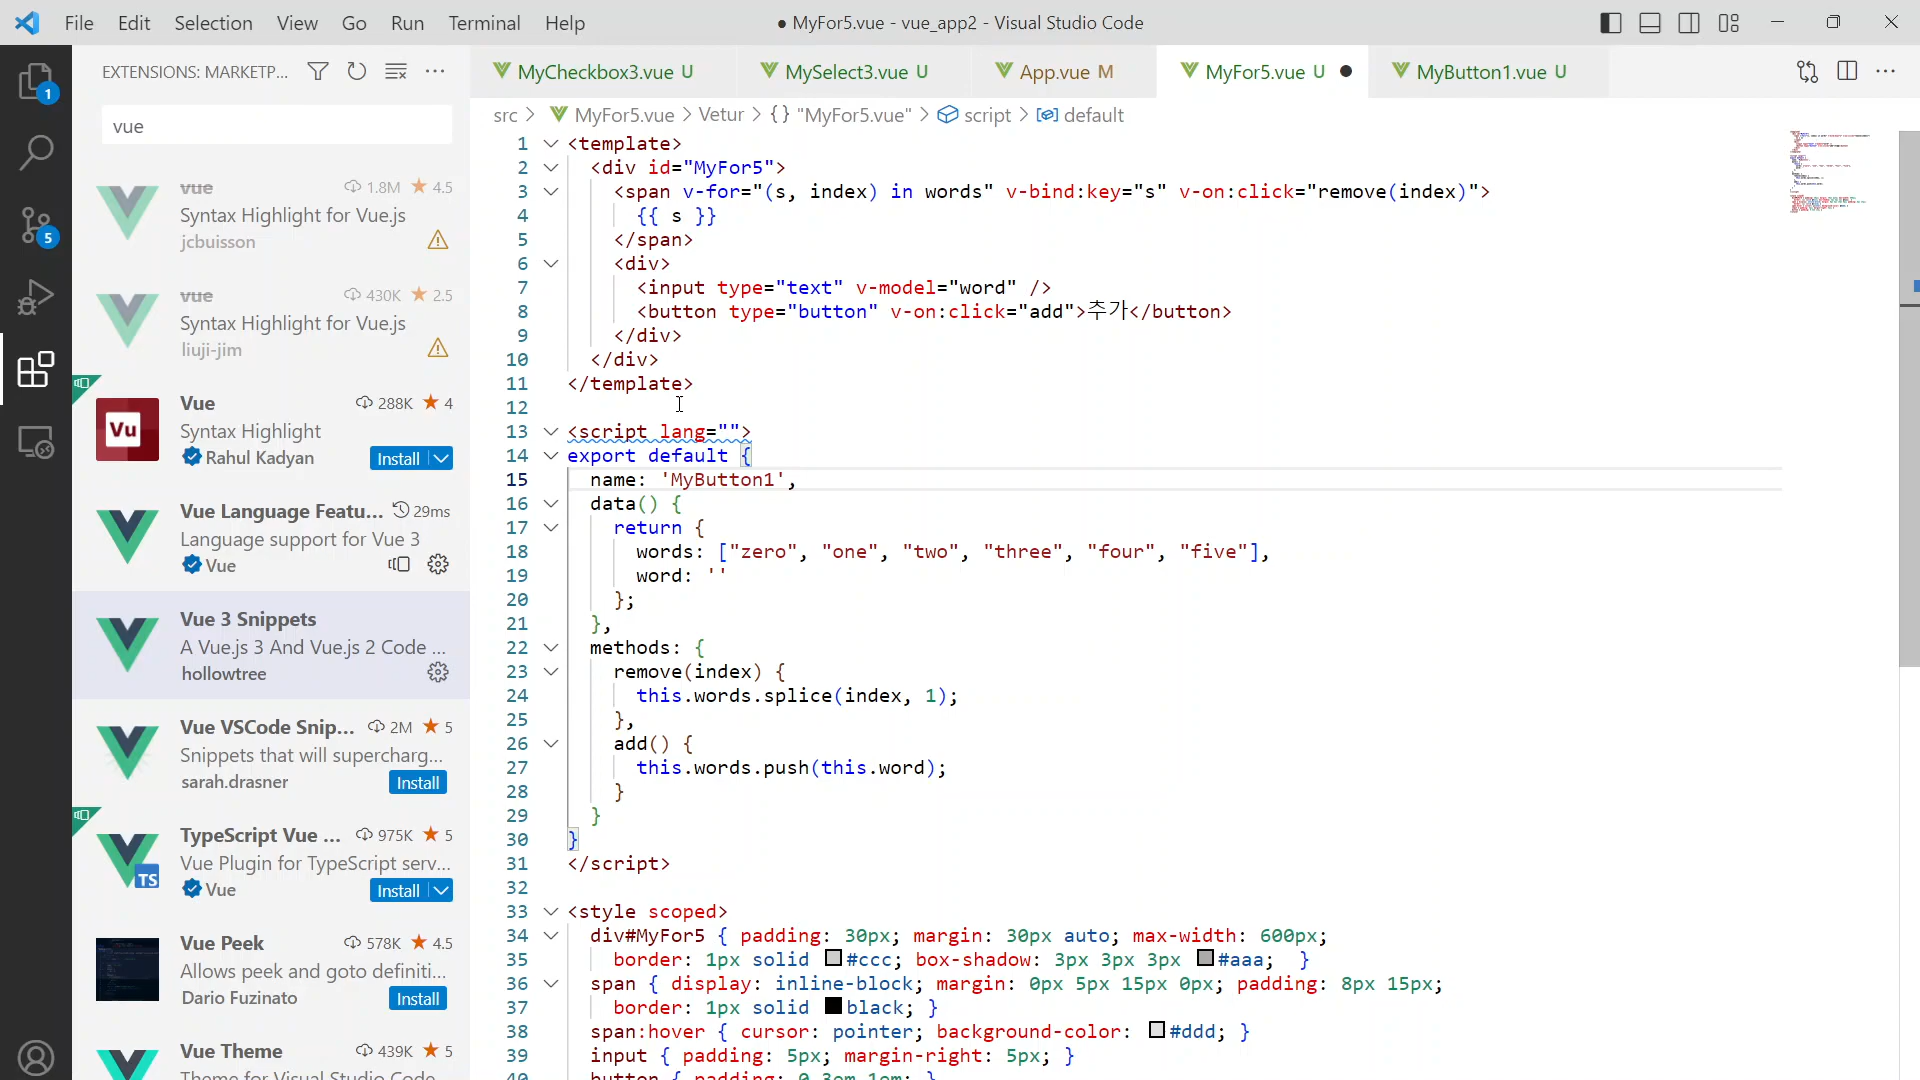 File Edit Selection View Go Run Terminal Help
● MyFor5.vue - vue_app2 - Visual Studio Code
EXTENSIONS: MARKETP...
MyCheckbox3.vue U
MySelect3.vue U
App.vue M
MyFor5.vue U ●
MyButton1.vue U
1
5
vue
vue 1.8M 4.5
Syntax Highlight for Vue.js
jcbuisson
vue 430K 2.5
Syntax Highlight for Vue.js
liuji-jim
Vu
Vue 288K 4
Syntax Highlight
Rahul Kadyan Install
Vue Language Featu... 29ms
Language support for Vue 3
Vue
Vue 3 Snippets
A Vue.js 3 And Vue.js 2 Code ...
hollowtree
Vue VSCode Snip... 2M 5
Snippets that will supercharg...
sarah.drasner Install
TS
TypeScript Vue ... 975K 5
Vue Plugin for TypeScript serv...
Vue Install
Vue Peek 578K 4.5
Allows peek and goto definiti...
Dario Fuzinato Install
Vue Theme 439K 5
Theme for Visual Studio Code
src > MyFor5.vue > Vetur > {} "MyFor5.vue" > script > default
1 <template>
2 <div id="MyFor5">
3 <span v-for="(s, index) in words" v-bind:key="s" v-on:click="remove(index)">
4 {{ s }}
5 </span>
6 <div>
7 <input type="text" v-model="word" />
8 <button type="button" v-on:click="add">추가</button>
9 </div>
10 </div>
11 </template>
12
13 <script lang="">
14 export default {
15 name: 'MyButton1',
16 data() {
17 return {
18 words: ["zero", "one", "two", "three", "four", "five"],
19 word: ''
20 };
21 },
22 methods: {
23 remove(index) {
24 this.words.splice(index, 1);
25 },
26 add() {
27 this.words.push(this.word);
28 }
29 }
30 }
31 </script>
32
33 <style scoped>
34 div#MyFor5 { padding: 30px; margin: 30px auto; max-width: 600px;
35 border: 1px solid #ccc; box-shadow: 3px 3px 3px #aaa; }
36 span { display: inline-block; margin: 0px 5px 15px 0px; padding: 8px 15px;
37 border: 1px solid black; }
38 span:hover { cursor: pointer; background-color: #ddd; }
39 input { padding: 5px; margin-right: 5px; }
40 button { padding: 0.3em 1em; }